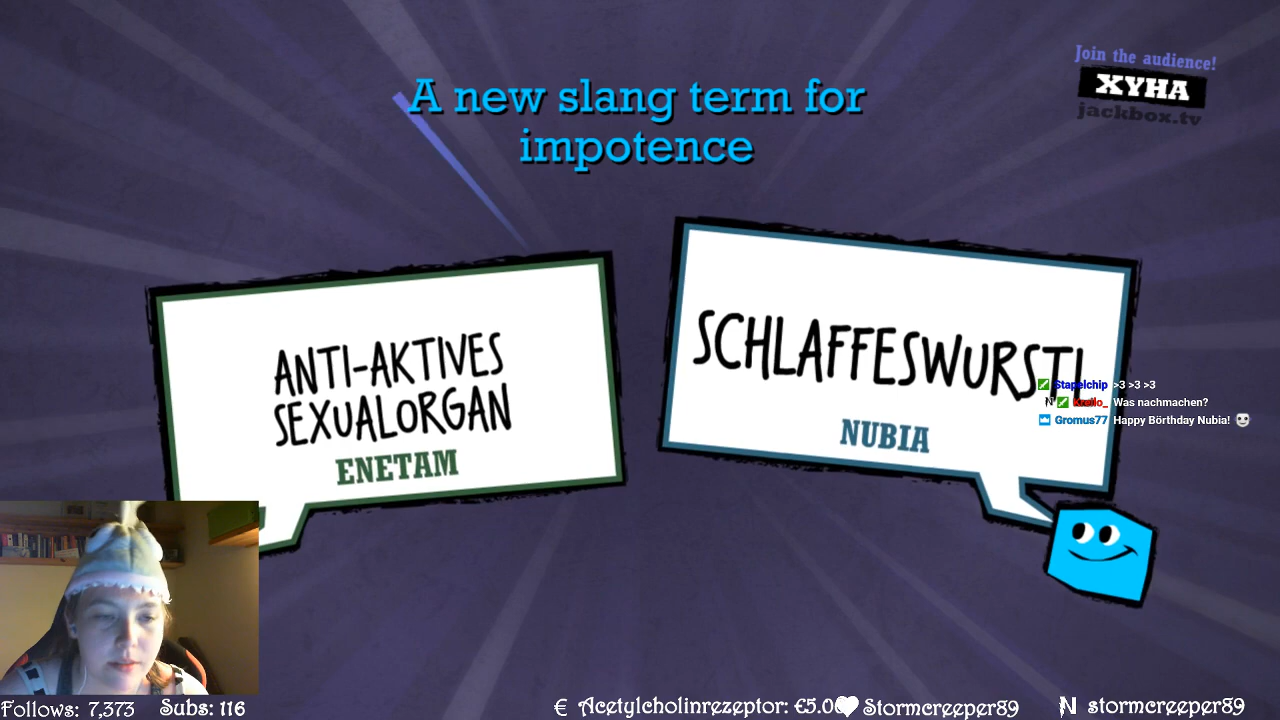 Join the audience!
XYHA
jackbox.tv
A new slang term for
impotence
ANTI-AKTIVES
SEXUALORGAN
ENETAM
SCHLAFFESWURSTL
NUBIA
Stapelchip >3 >3 >3
Was nachmachen?
Gromus77 Happy Börthday Nubia!
Follows: 7,373 Subs: 116
€ Acetylcholinrezeptor: €5.0 Stormcreeper89 N stormcreeper89